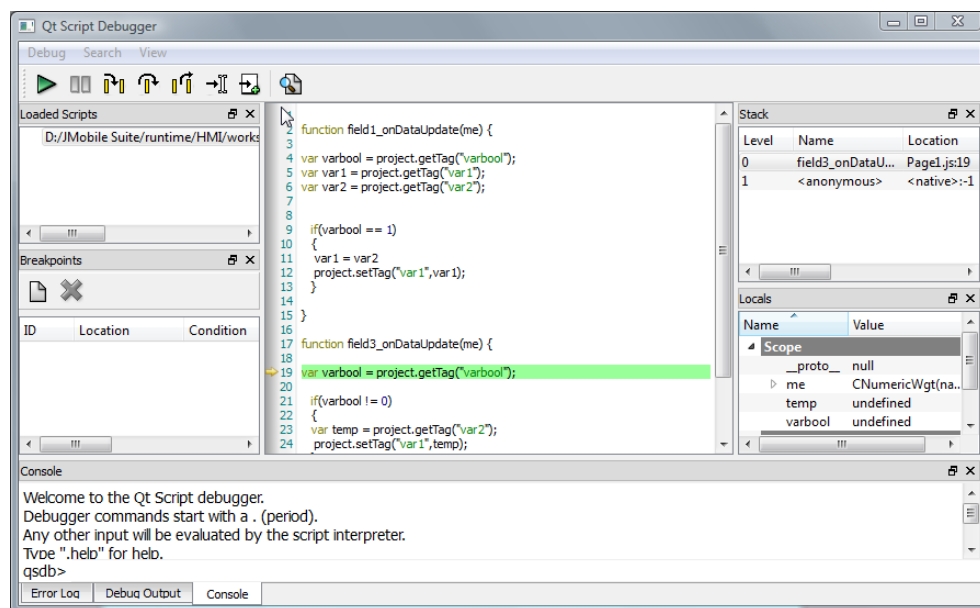 Qt Script Debugger
Debug Search View
Loaded Scripts
D:/JMobile Suite/runtime/HMI/works
Breakpoints
ID Location Condition
2 function field1_onDataUpdate(me) {
3
4 var varbool = project.getTag("varbool");
5 var var1 = project.getTag("var1");
6 var var2 = project.getTag("var2");
7
8
9 if(varbool == 1)
10 {
11 var1 = var2
12 project.setTag("var1",var1);
13 }
14
15 }
16
17 function field3_onDataUpdate(me) {
18
19 var varbool = project.getTag("varbool");
20
21 if(varbool != 0)
22 {
23 var temp = project.getTag("var2");
24 project.setTag("var1",temp);
Stack
Level Name Location
0 field3_onDataU... Page1.js:19
1 <anonymous> <native>:-1
Locals
Name Value
Scope
__proto__ null
me CNumericWgt(na..
temp undefined
varbool undefined
Console
Welcome to the Qt Script debugger.
Debugger commands start with a . (period).
Any other input will be evaluated by the script interpreter.
Type ".help" for help.
qsdb>
Error Log Debug Output Console